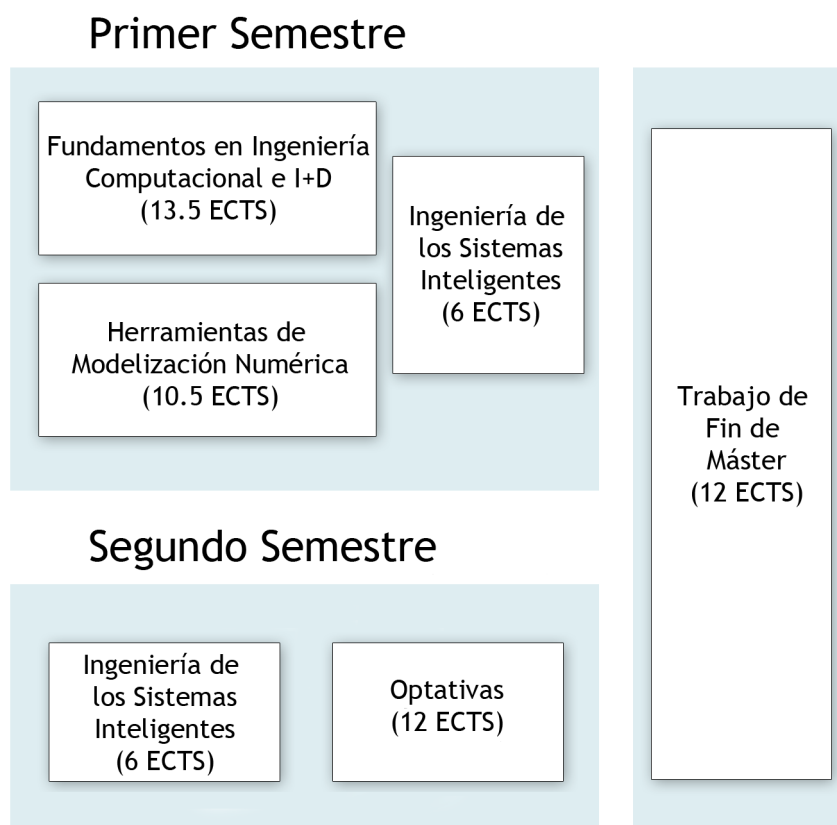 Primer Semestre
Fundamentos en Ingeniería
Computacional e I+D
(13.5 ECTS)
Herramientas de
Modelización Numérica
(10.5 ECTS)
Ingeniería de
los Sistemas
Inteligentes
(6 ECTS)
Segundo Semestre
Ingeniería de
los Sistemas
Inteligentes
(6 ECTS)
Optativas
(12 ECTS)
Trabajo de
Fin de
Máster
(12 ECTS)